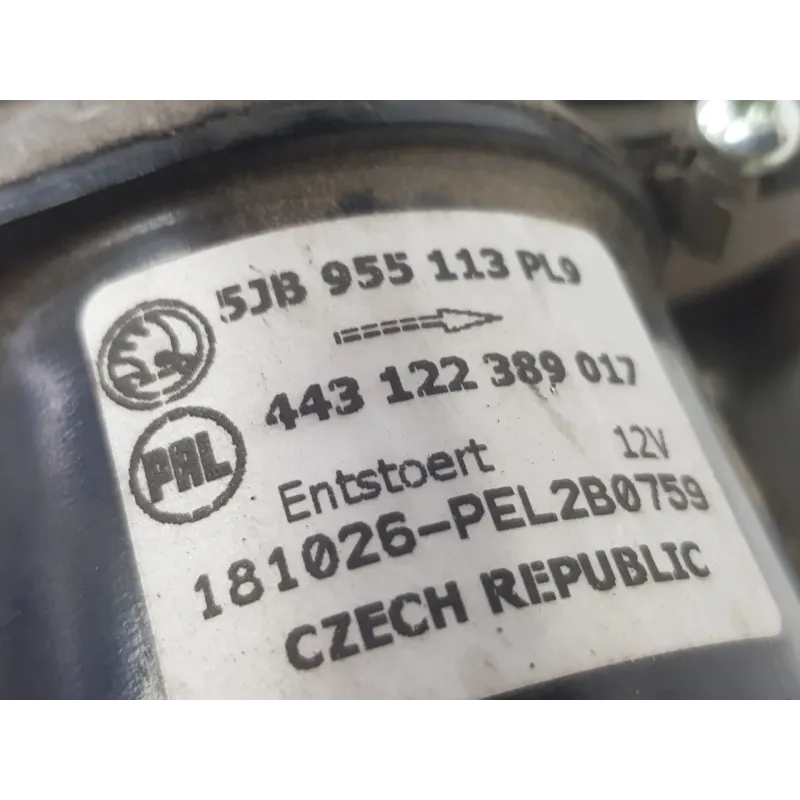 5JB 955 113 PL9
443 122 389 017
PAL
Entstoert 12V
181026-PEL2B0759
CZECH REPUBLIC